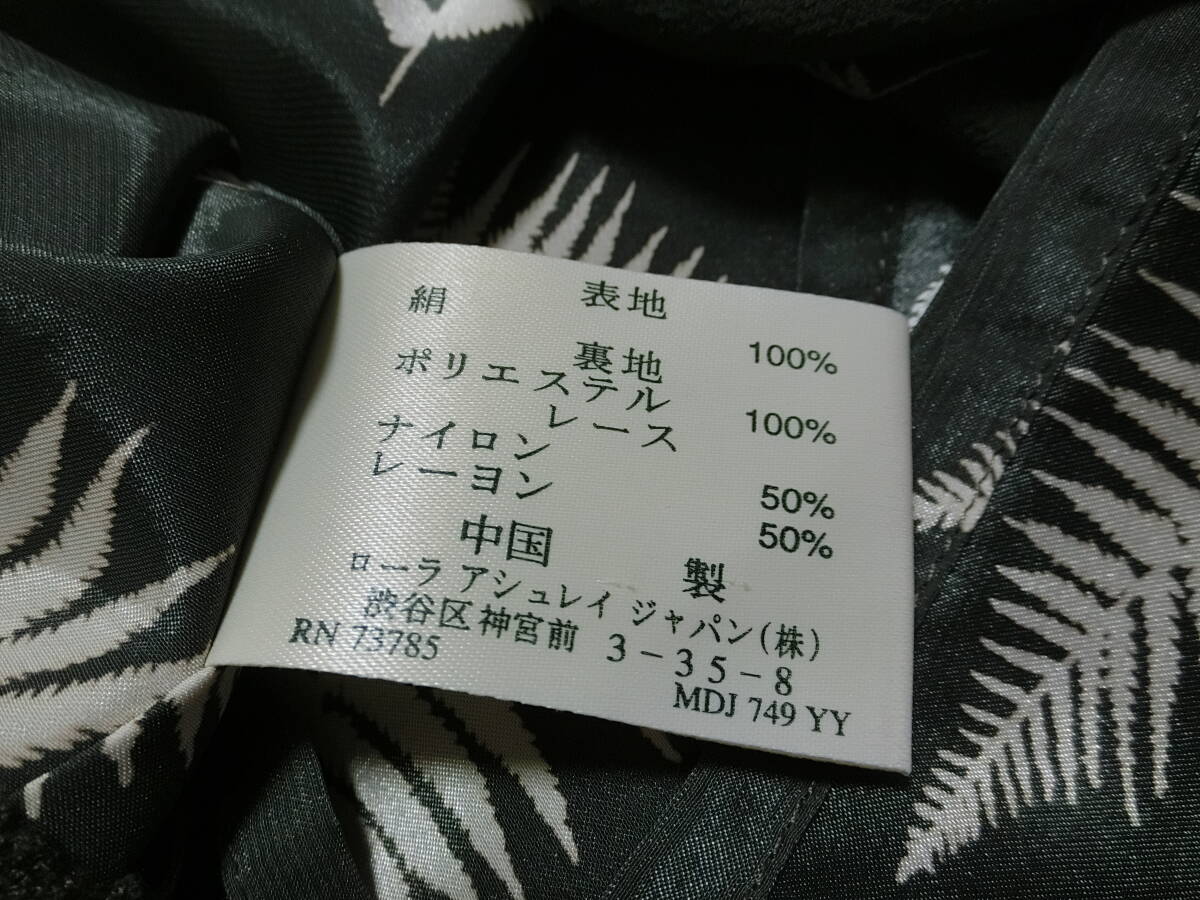 表地
絹 100%
裏地
ポリエステル 100%
レース
ナイロン 50%
レーヨン 50%
中国 製
ローラ アシュレイ ジャパン(株)
渋谷区神宮前 3-35-8
RN 73785
MDJ 749 YY